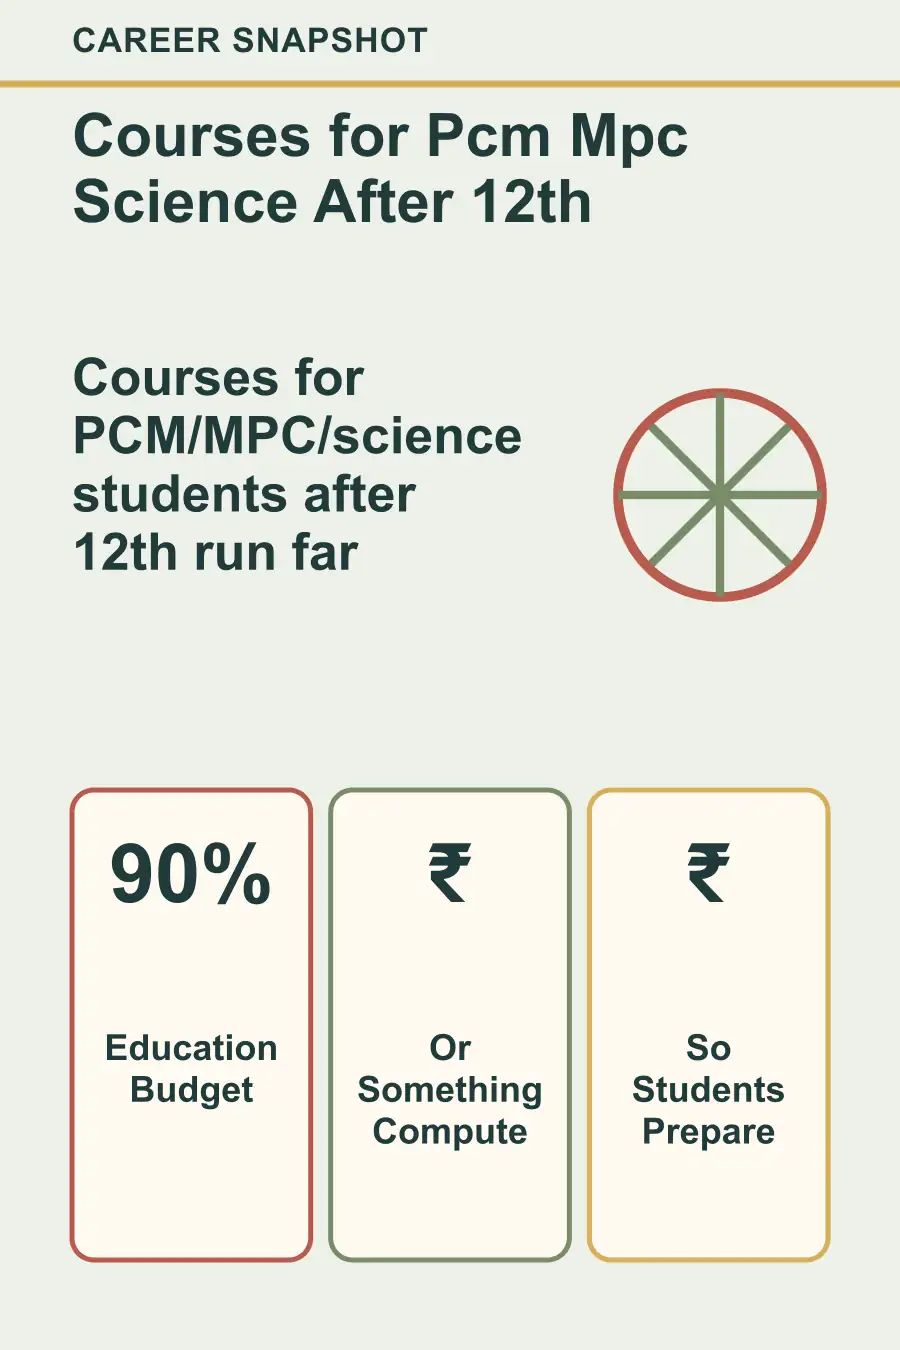 CAREER SNAPSHOT
Courses for Pcm Mpc
Science After 12th
Courses for
PCM/MPC/science
students after
12th run far
90%
Education
Budget
₹
Or
Something
Compute
₹
So
Students
Prepare